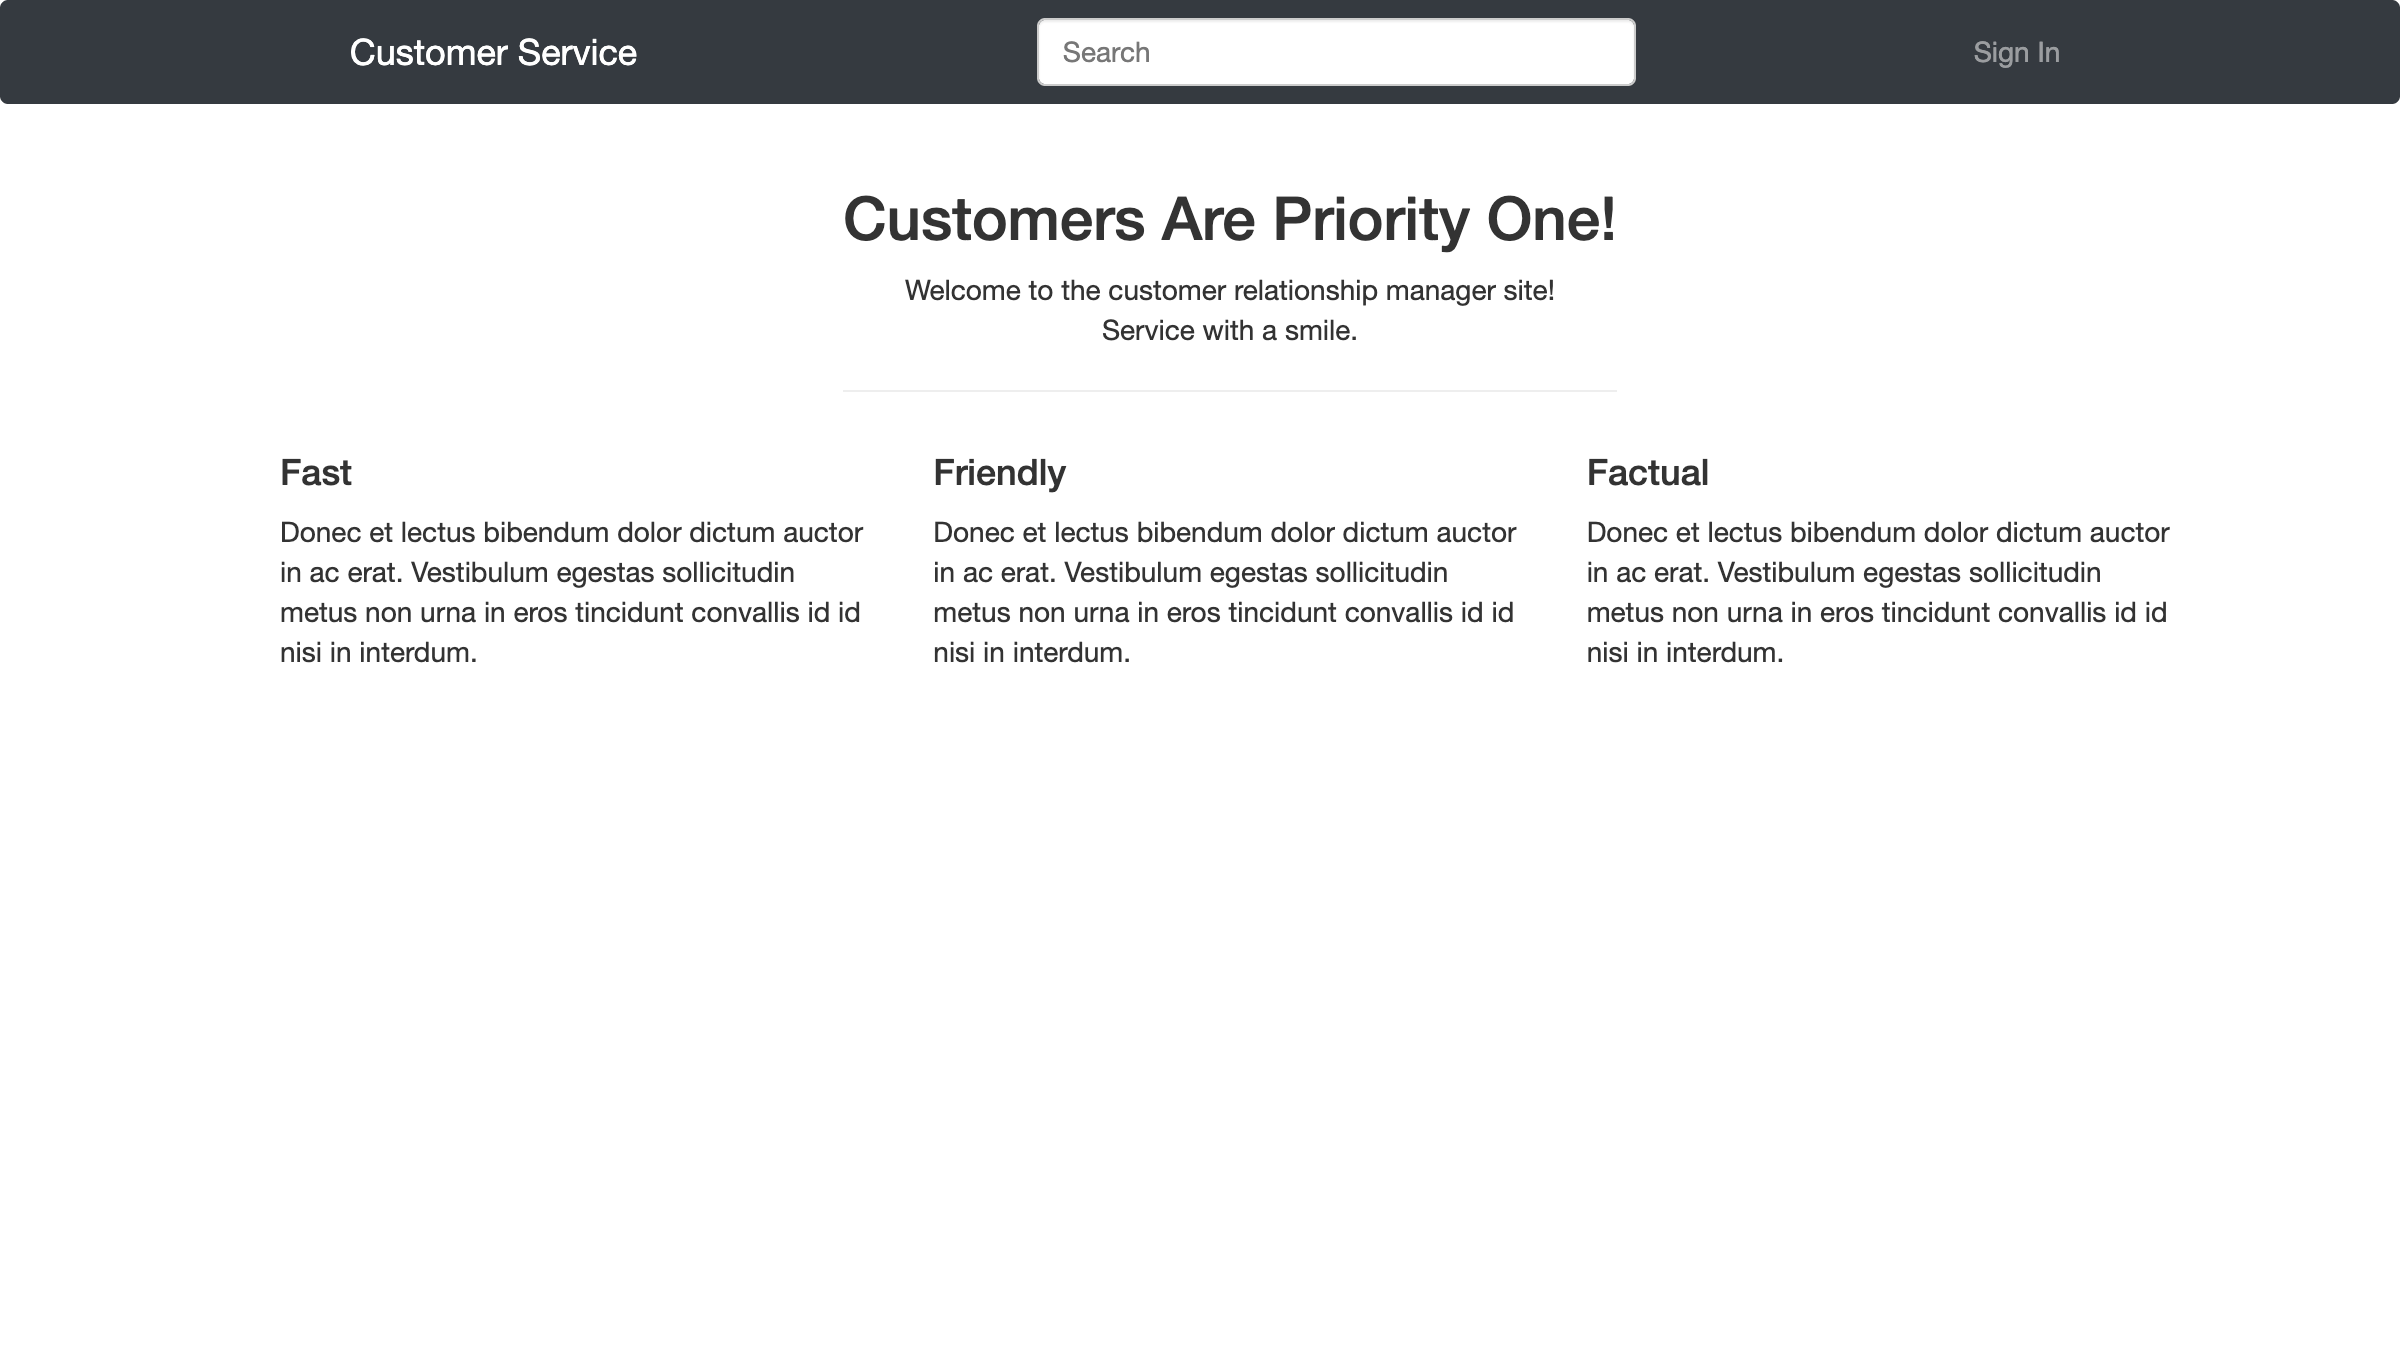 Customer Service
Search
Sign In
Customers Are Priority One!
Welcome to the customer relationship manager site!
Service with a smile.
Fast
Donec et lectus bibendum dolor dictum auctor
in ac erat. Vestibulum egestas sollicitudin
metus non urna in eros tincidunt convallis id id
nisi in interdum.
Friendly
Donec et lectus bibendum dolor dictum auctor
in ac erat. Vestibulum egestas sollicitudin
metus non urna in eros tincidunt convallis id id
nisi in interdum.
Factual
Donec et lectus bibendum dolor dictum auctor
in ac erat. Vestibulum egestas sollicitudin
metus non urna in eros tincidunt convallis id id
nisi in interdum.